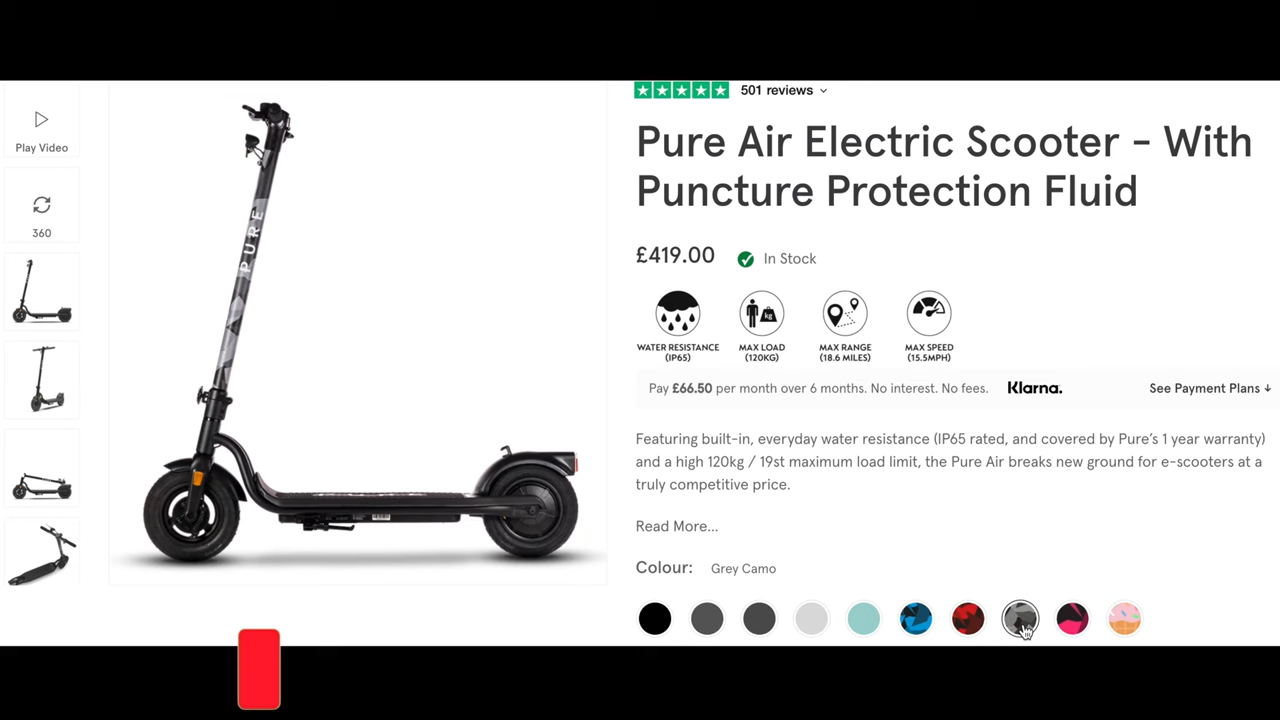 501 reviews
Pure Air Electric Scooter - With
Puncture Protection Fluid
£419.00
In Stock
Play Video
360
PURE
kg
WATER RESISTANCE
(IP65)
MAX LOAD
(120KG)
MAX RANGE
(18.6 MILES)
MAX SPEED
(15.5MPH)
Pay £66.50 per month over 6 months. No interest. No fees. Klarna. See Payment Plans ↓
Featuring built-in, everyday water resistance (IP65 rated, and covered by Pure's 1 year warranty)
and a high 120kg / 19st maximum load limit, the Pure Air breaks new ground for e-scooters at a
truly competitive price.
Read More...
Colour: Grey Camo